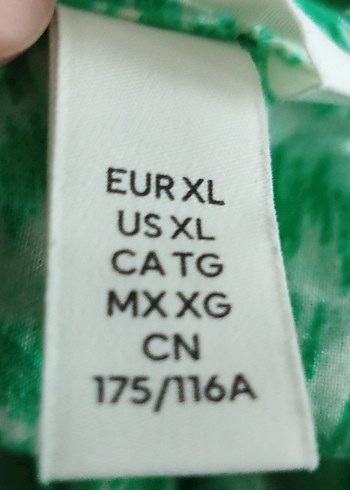 EUR XL
US XL
CA TG
MX XG
CN
175/116A